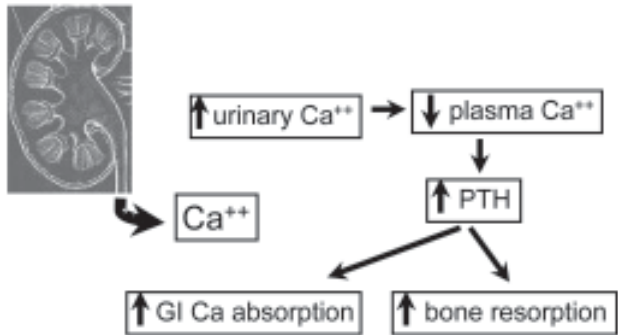 ↑ urinary Ca⁺⁺ → ↓ plasma Ca⁺⁺
↑ PTH
Ca⁺⁺
↑ GI Ca absorption
↑ bone resorption